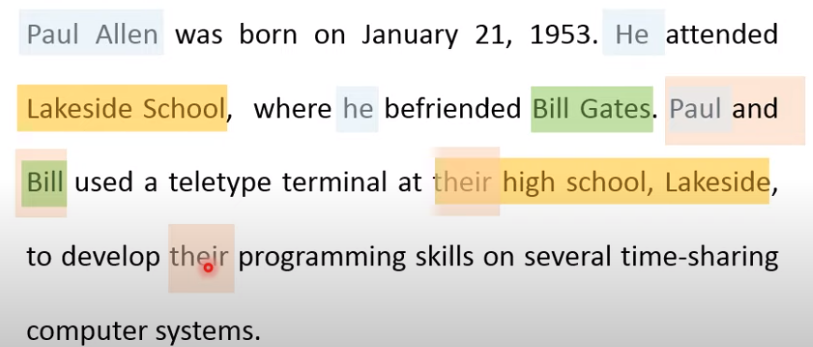 Paul Allen was born on January 21, 1953. He attended
Lakeside School, where he befriended Bill Gates. Paul and
Bill used a teletype terminal at their high school, Lakeside,
to develop their programming skills on several time-sharing
computer systems.